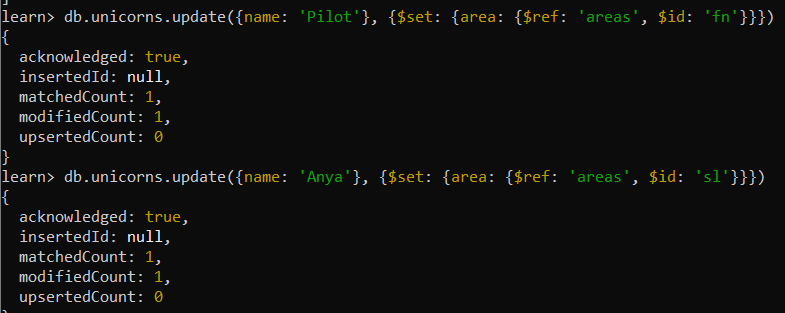 learn> db.unicorns.update({name: 'Pilot'}, {$set: {area: {$ref: 'areas', $id: 'fn'}}})
{
  acknowledged: true,
  insertedId: null,
  matchedCount: 1,
  modifiedCount: 1,
  upsertedCount: 0
}
learn> db.unicorns.update({name: 'Anya'}, {$set: {area: {$ref: 'areas', $id: 'sl'}}})
{
  acknowledged: true,
  insertedId: null,
  matchedCount: 1,
  modifiedCount: 1,
  upsertedCount: 0